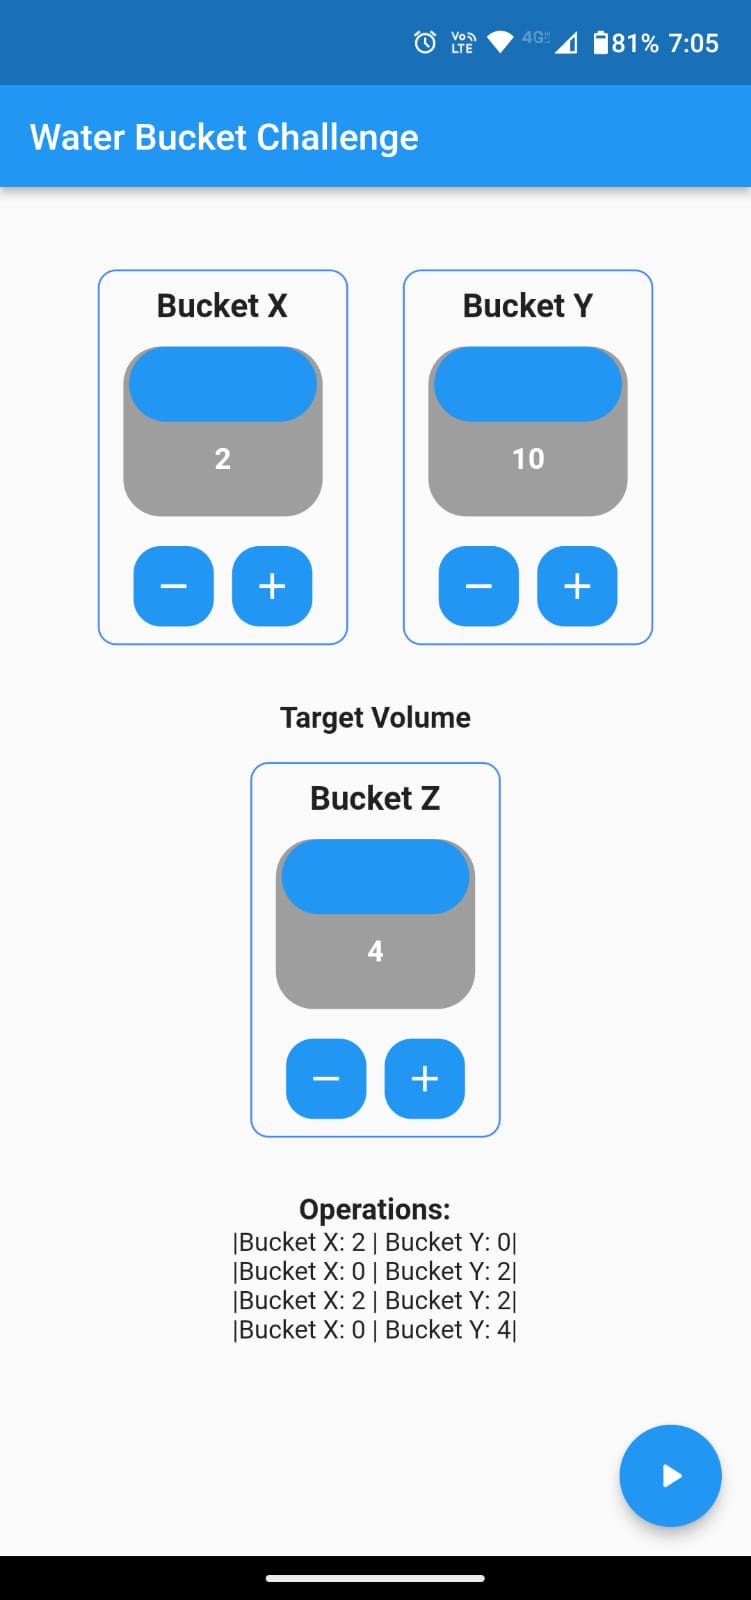 Vo LTE 4G 81% 7:05
Water Bucket Challenge
Bucket X Bucket Y
2 10
− + − +
Target Volume
Bucket Z
4
− +
Operations:
|Bucket X: 2 | Bucket Y: 0|
|Bucket X: 0 | Bucket Y: 2|
|Bucket X: 2 | Bucket Y: 2|
|Bucket X: 0 | Bucket Y: 4|